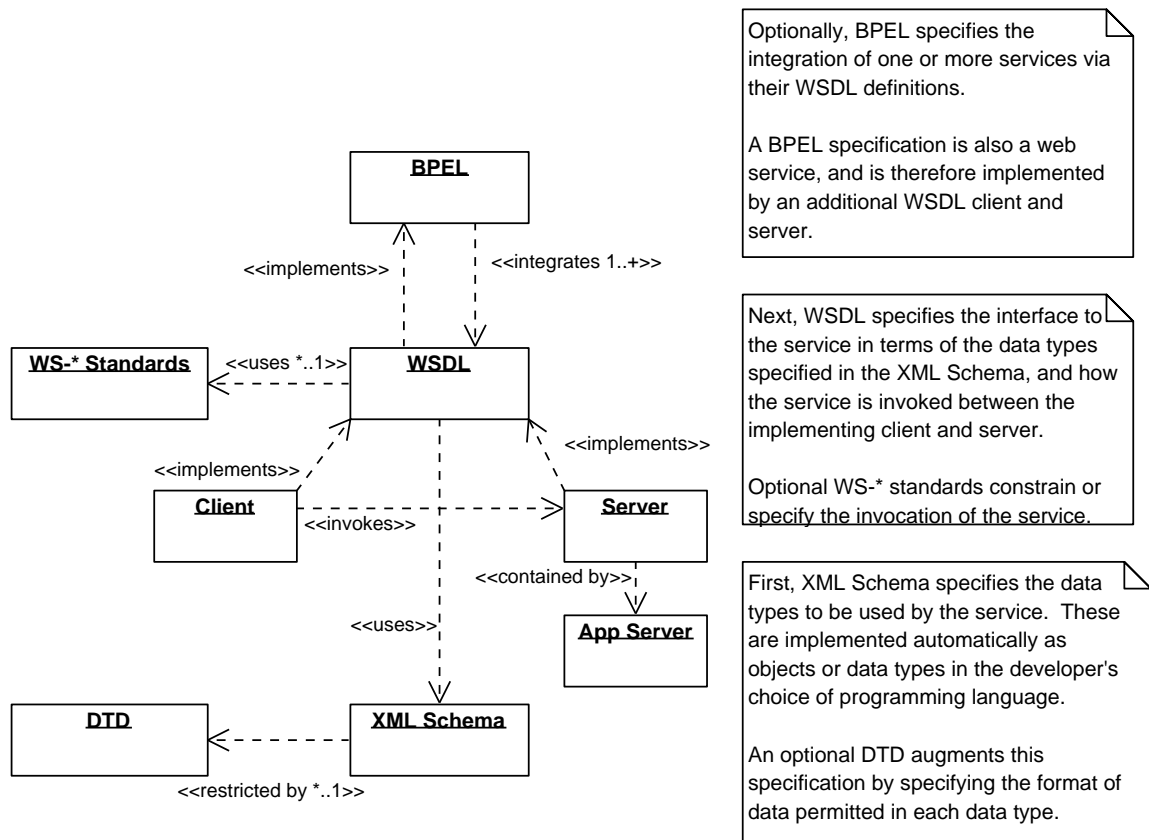 Optionally, BPEL specifies the
integration of one or more services via
their WSDL definitions.
A BPEL specification is also a web
service, and is therefore implemented
by an additional WSDL client and
server.
BPEL
<<implements>>
<<integrates 1..+>>
Next, WSDL specifies the interface to
the service in terms of the data types
specified in the XML Schema, and how
the service is invoked between the
implementing client and server.
Optional WS-* standards constrain or
specify the invocation of the service.
WS-* Standards
<<uses *..1>>
WSDL
<<implements>>
<<implements>>
Client
<<invokes>>
Server
<<contained by>>
First, XML Schema specifies the data
types to be used by the service.  These
are implemented automatically as
objects or data types in the developer's
choice of programming language.
An optional DTD augments this
specification by specifying the format of
data permitted in each data type.
<<uses>>
App Server
DTD
XML Schema
<<restricted by *..1>>